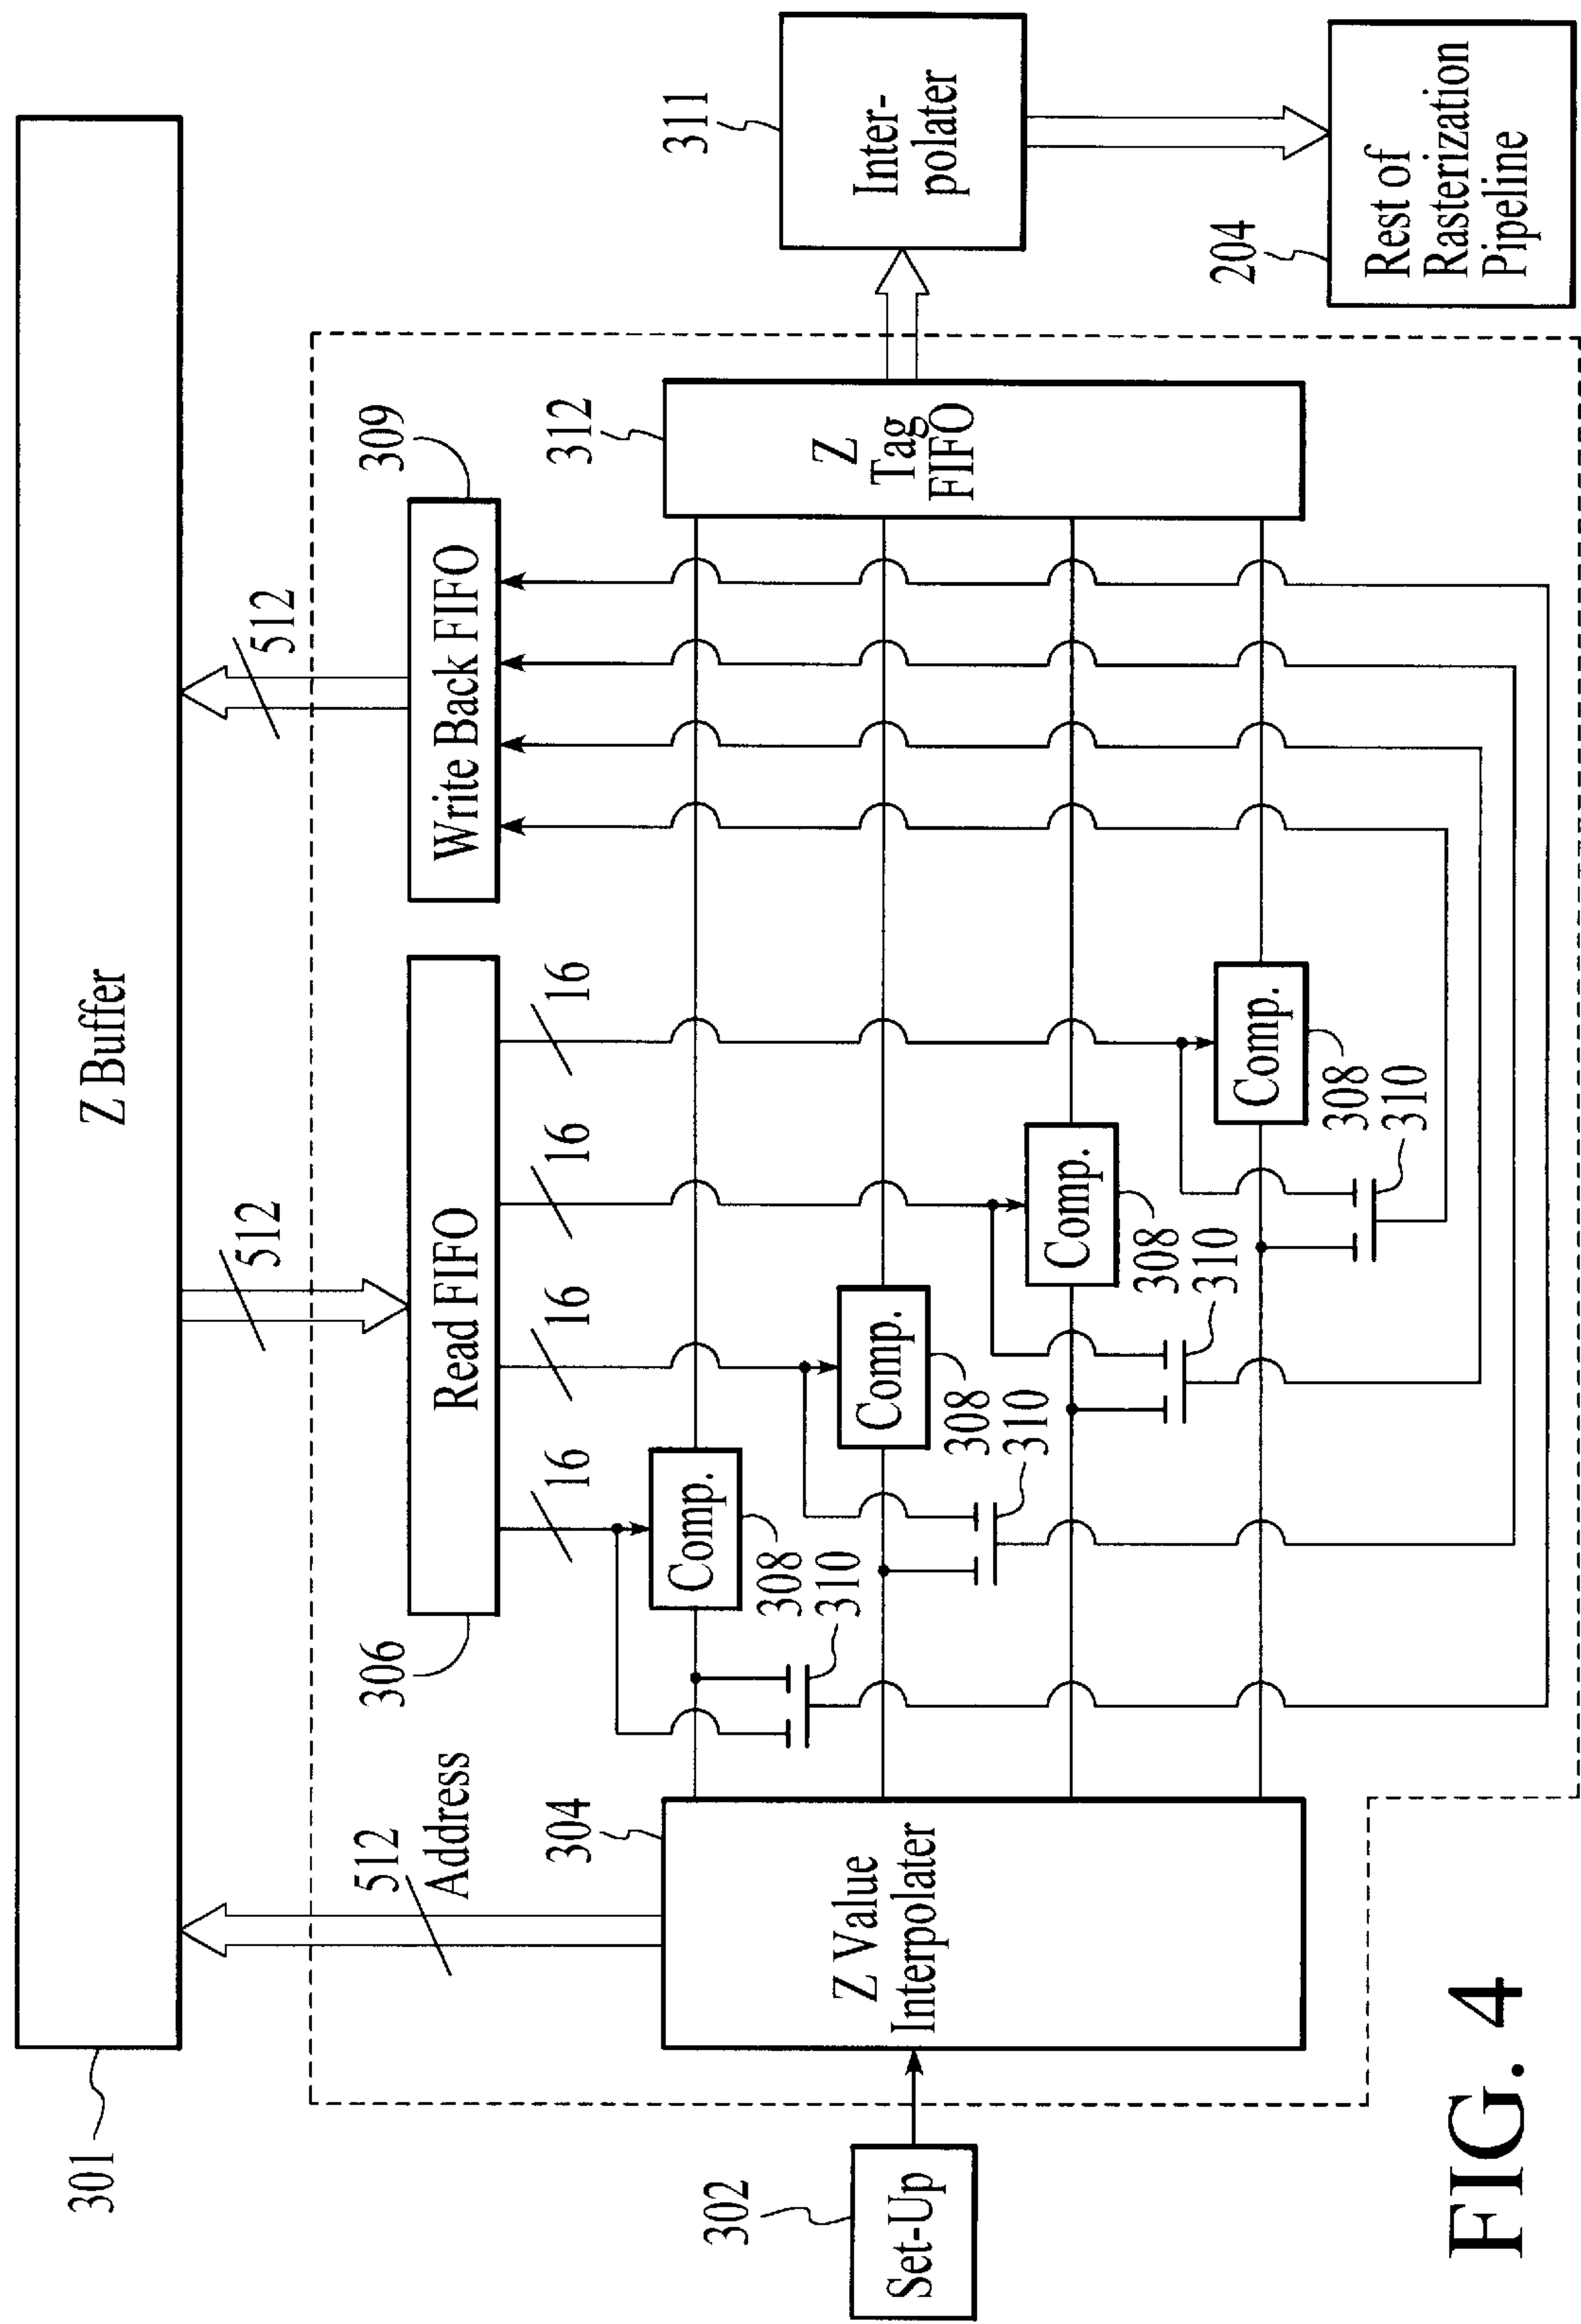 301
Z Buffer
512
Address
512
512
306
Read FIFO
Write Back FIFO
309
16
16
16
16
302
Set-Up
304
Z Value
Interpolater
Comp.
308
310
Comp.
308
310
Comp.
308
310
Comp.
308
310
312
Z
Tag
FIFO
311
Inter-
polater
204
Rest of
Rasterization
Pipeline
FIG. 4